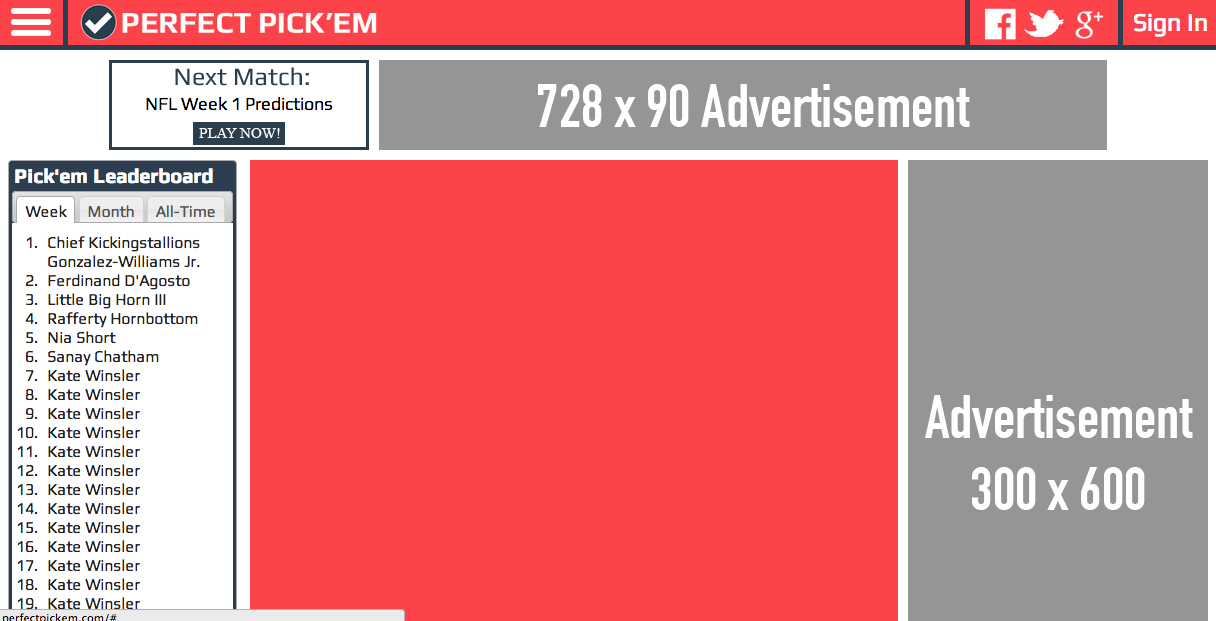 PERFECT PICK’EM
Sign In
Next Match:
NFL Week 1 Predictions
PLAY NOW!
728 x 90 Advertisement
Pick'em Leaderboard
Week Month All-Time
1. Chief Kickingstallions
Gonzalez-Williams Jr.
2. Ferdinand D'Agosto
3. Little Big Horn III
4. Rafferty Hornbottom
5. Nia Short
6. Sanay Chatham
7. Kate Winsler
8. Kate Winsler
9. Kate Winsler
10. Kate Winsler
11. Kate Winsler
12. Kate Winsler
13. Kate Winsler
14. Kate Winsler
15. Kate Winsler
16. Kate Winsler
17. Kate Winsler
18. Kate Winsler
19. Kate Winsler
Advertisement
300 x 600
perfectpickem.com/#